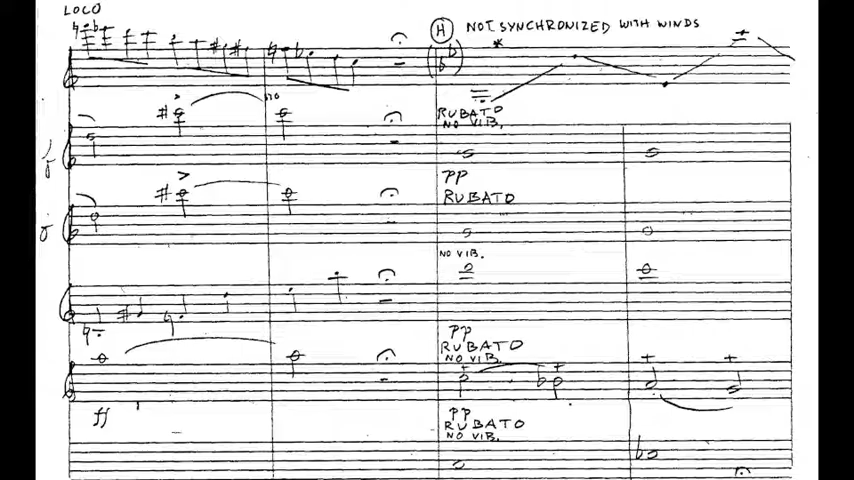 LOCO
H NOT SYNCHRONIZED WITH WINDS
*
RUBATO
NO VIB.
pp
RUBATO
NO VIB.
pp
RUBATO
NO VIB.
ff
pp
RUBATO
NO VIB.